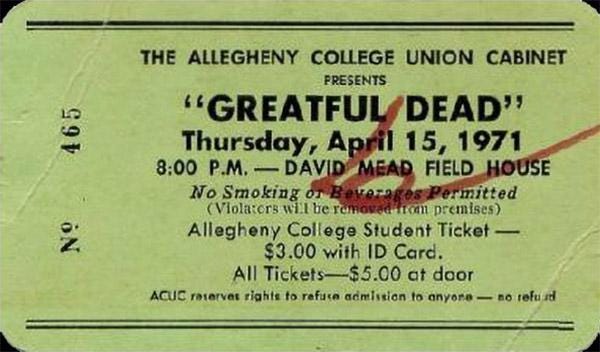 THE ALLEGHENY COLLEGE UNION CABINET
PRESENTS
"GREATFUL DEAD"
Thursday, April 15, 1971
8:00 P.M. — DAVID MEAD FIELD HOUSE
No Smoking or Beverages Permitted
(Violators will be removed from premises)
Allegheny College Student Ticket —
$3.00 with ID Card.
All Tickets—$5.00 at door
ACUC reserves rights to refuse admission to anyone — no refund
Nº 465